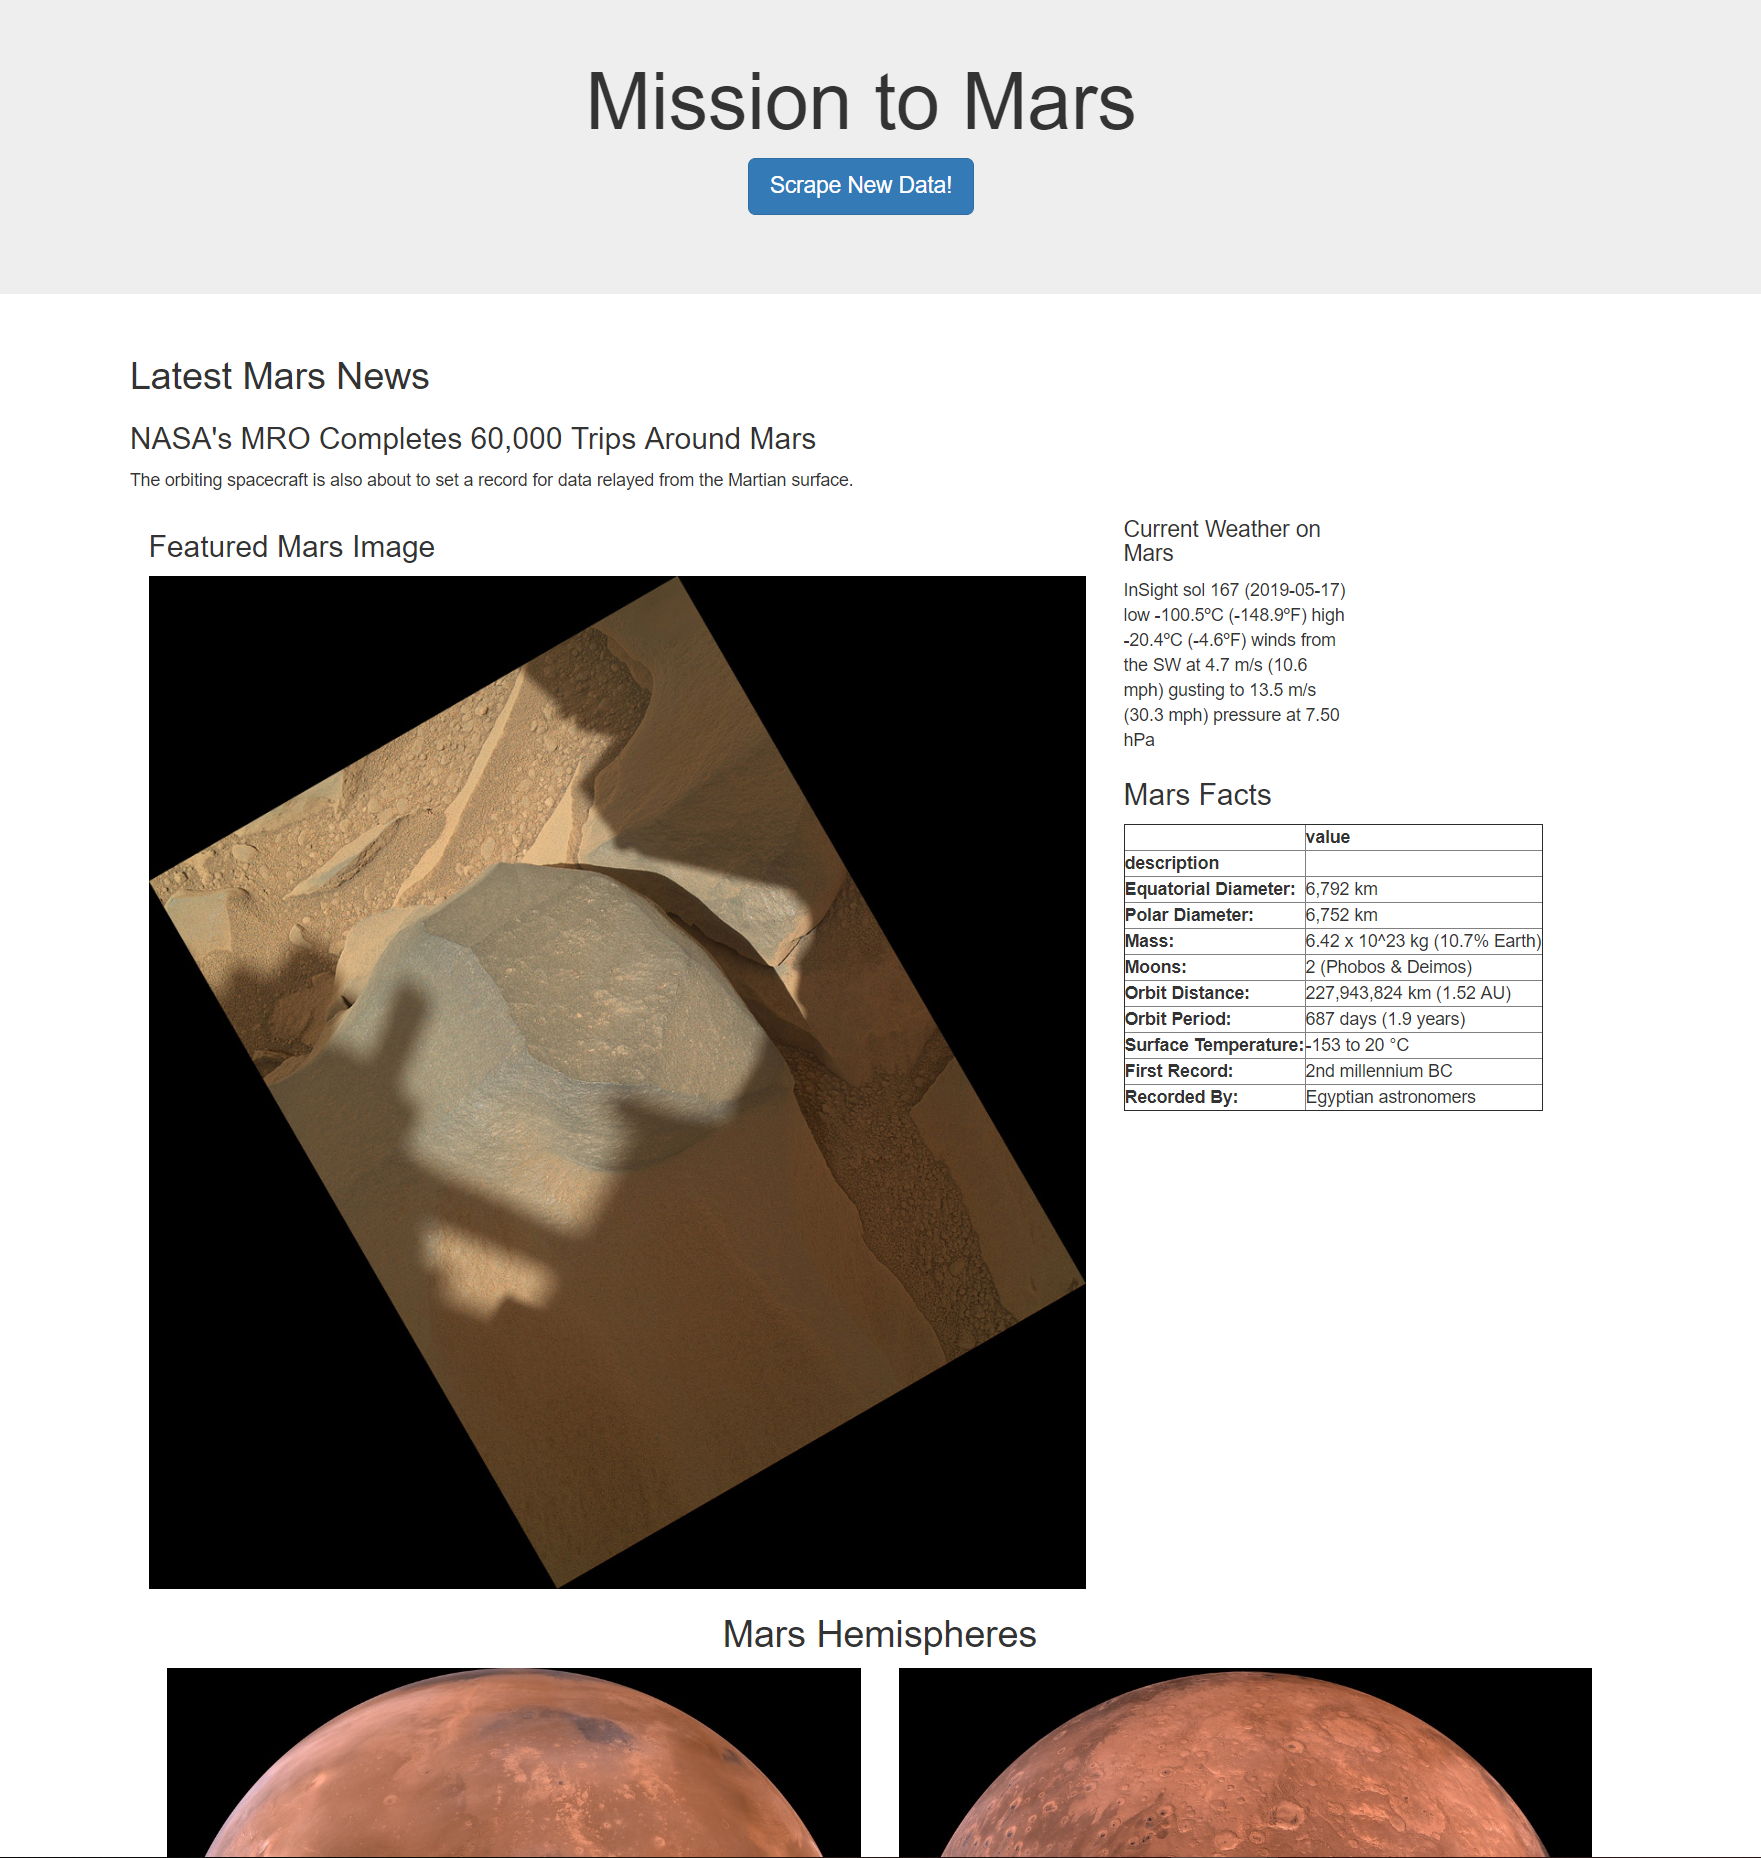 Mission to Mars
Scrape New Data!
Latest Mars News
NASA's MRO Completes 60,000 Trips Around Mars
The orbiting spacecraft is also about to set a record for data relayed from the Martian surface.
Featured Mars Image
Current Weather on
Mars
InSight sol 167 (2019-05-17)
low -100.5ºC (-148.9ºF) high
-20.4ºC (-4.6ºF) winds from
the SW at 4.7 m/s (10.6
mph) gusting to 13.5 m/s
(30.3 mph) pressure at 7.50
hPa
Mars Facts
value
description
Equatorial Diameter: 6,792 km
Polar Diameter: 6,752 km
Mass: 6.42 x 10^23 kg (10.7% Earth)
Moons: 2 (Phobos & Deimos)
Orbit Distance: 227,943,824 km (1.52 AU)
Orbit Period: 687 days (1.9 years)
Surface Temperature: -153 to 20 °C
First Record: 2nd millennium BC
Recorded By: Egyptian astronomers
Mars Hemispheres